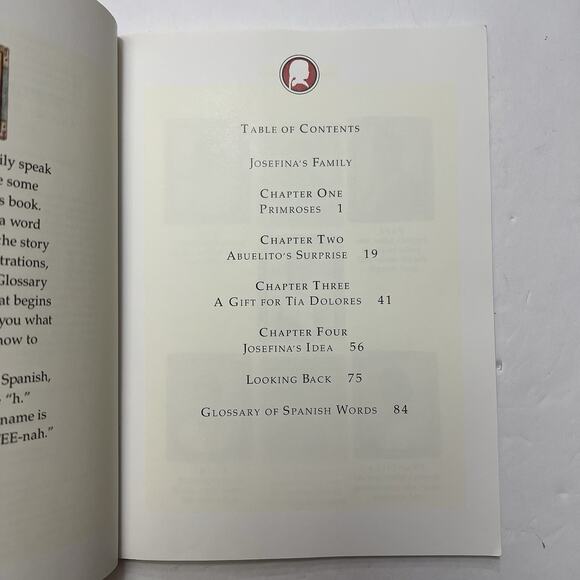 ily speak
e some
s book.
a word
the story
trations,
Glossary
at begins
you what
now to
Spanish,
"h."
name is
EE-nah."
Table of Contents
Josefina's Family
Chapter One
Primroses 1
Chapter Two
Abuelito's Surprise 19
Chapter Three
A Gift for Tía Dolores 41
Chapter Four
Josefina's Idea 56
Looking Back 75
Glossary of Spanish Words 84